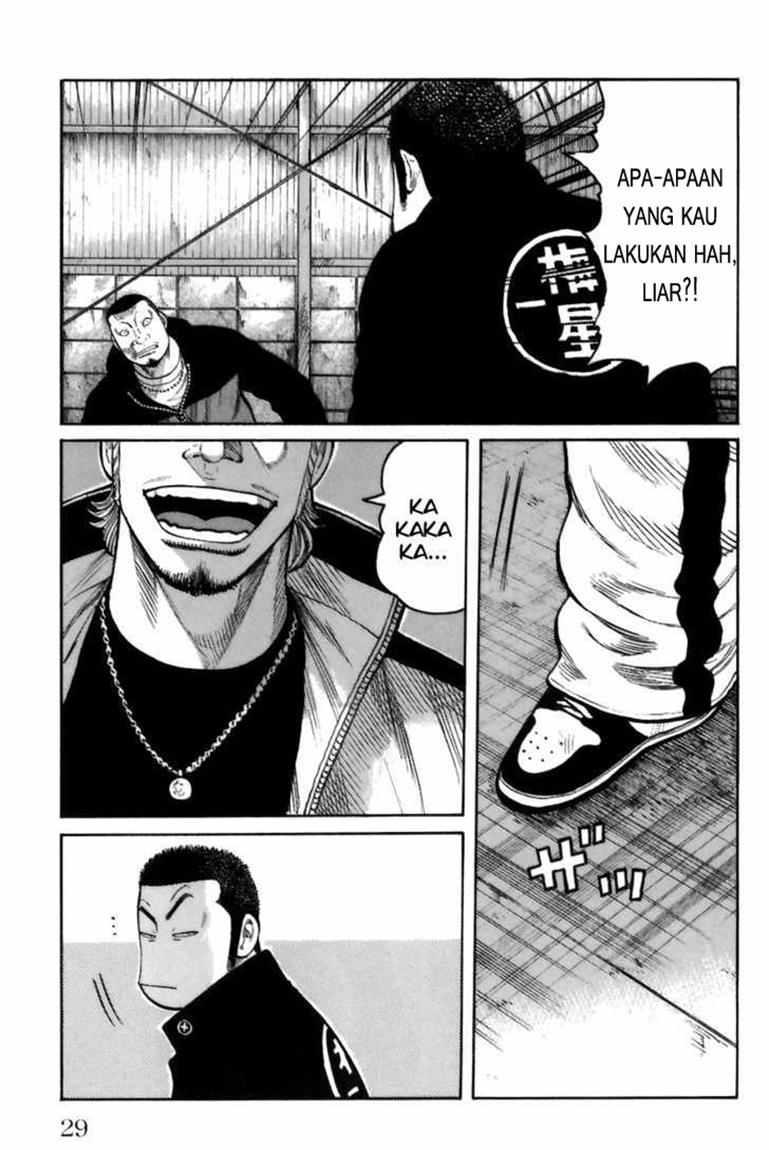 APA-APAAN
YANG KAU
LAKUKAN HAH,
LIAR?!
KA
KAKA
KA...
ザッ
...
29